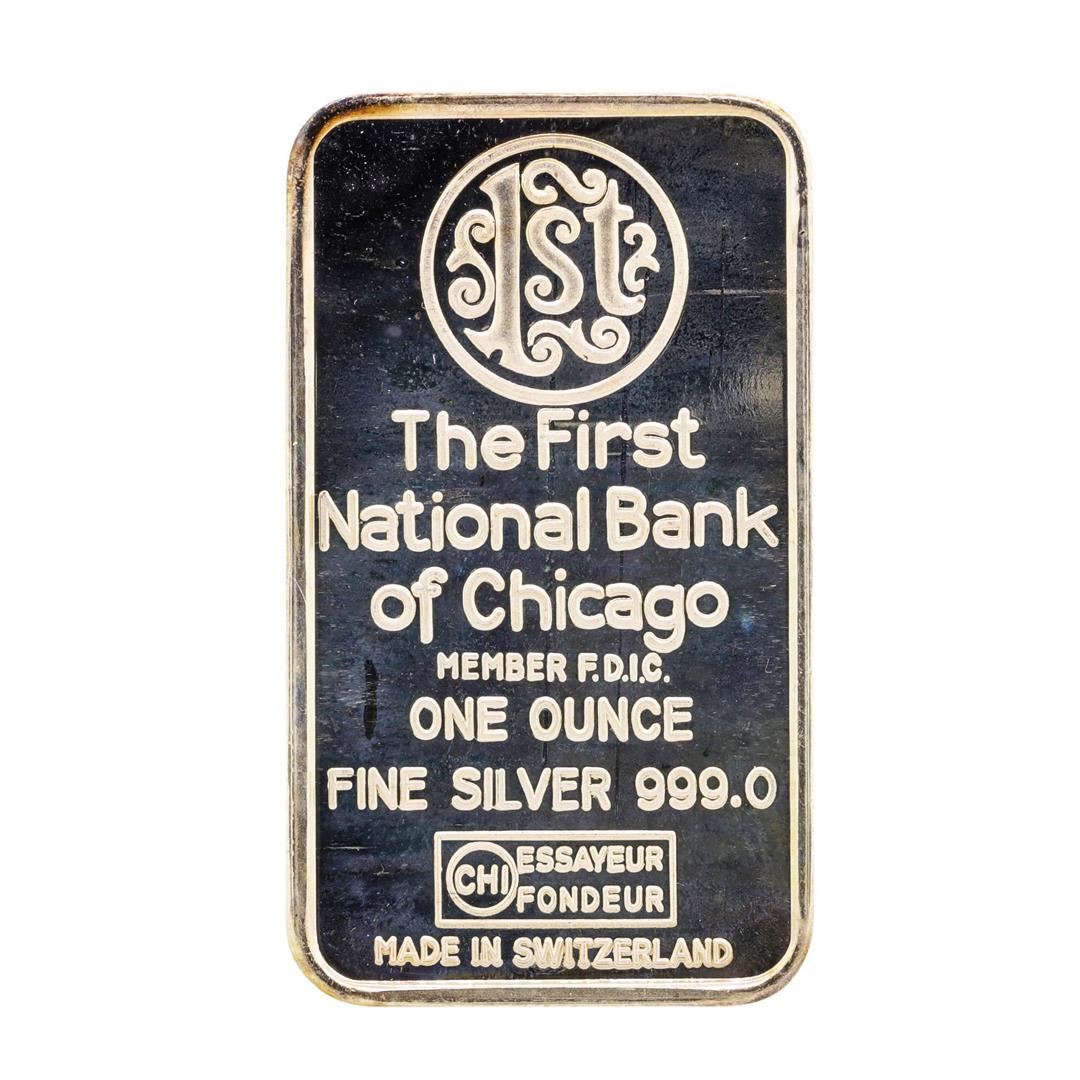 1st
The First
National Bank
of Chicago
MEMBER F.D.I.C.
ONE OUNCE
FINE SILVER 999.0
CHI ESSAYEUR
FONDEUR
MADE IN SWITZERLAND